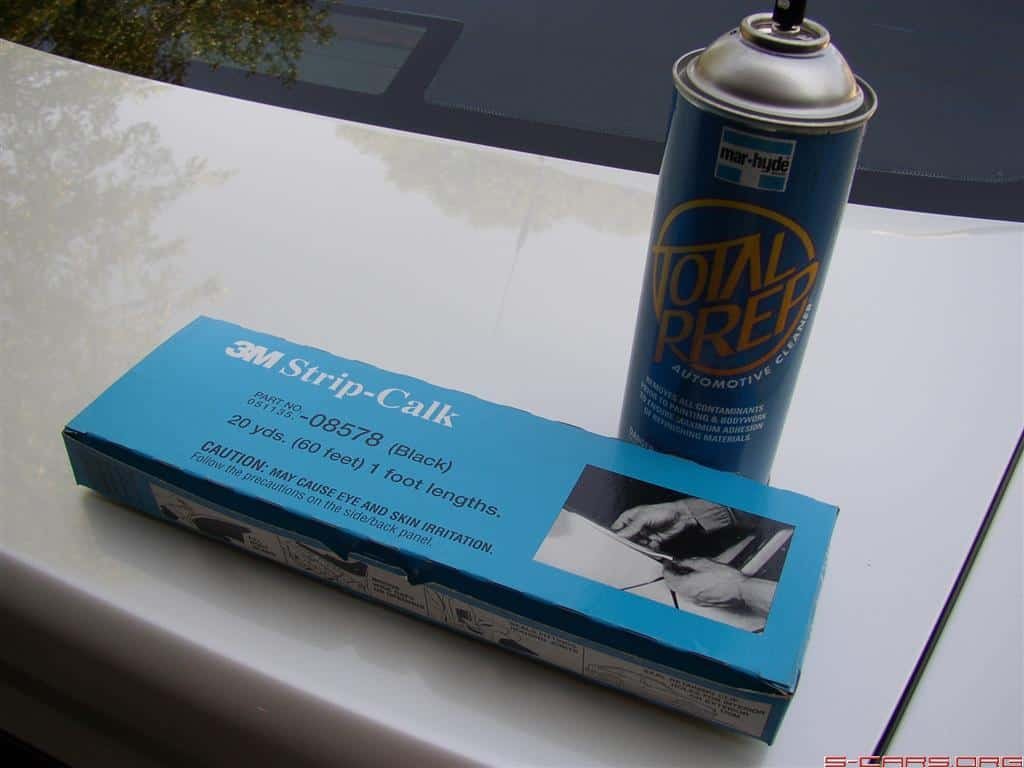 mar-hyde
TOTAL
PREP
AUTOMOTIVE CLEANER
REMOVES ALL CONTAMINANTS
PRIOR TO PAINTING & BODYWORK
TO ENSURE MAXIMUM ADHESION
OF REFINISHING MATERIALS.
3M Strip-Calk
PART NO.
051135-08578 (Black)
20 yds. (60 feet) 1 foot lengths.
CAUTION: MAY CAUSE EYE AND SKIN IRRITATION.
Follow the precautions on the side/back panel.
S-CARS.ORG